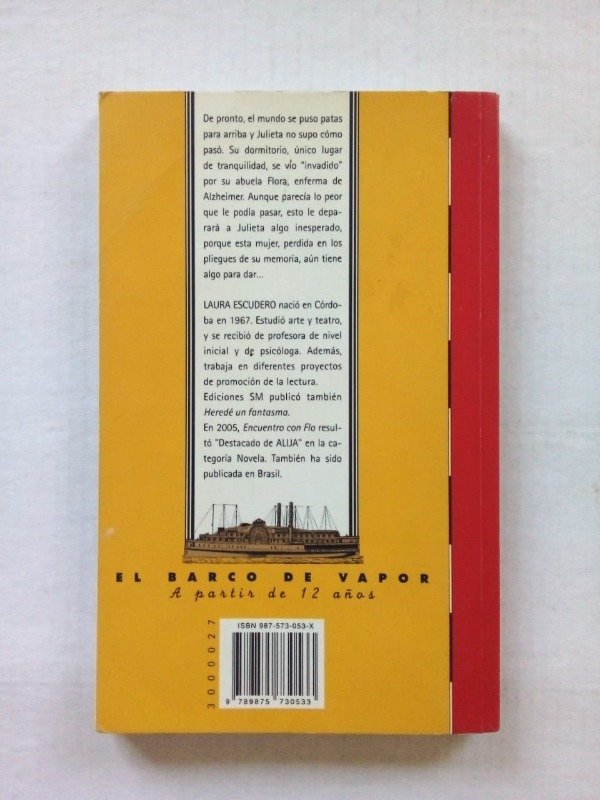 De pronto, el mundo se puso patas
para arriba y Julieta no supo cómo
pasó. Su dormitorio, único lugar
de tranquilidad, se vio "invadido"
por su abuela Flora, enferma de
Alzheimer. Aunque parecía lo peor
que le podía pasar, esto le depa-
rará a Julieta algo inesperado,
porque esta mujer, perdida en los
pliegues de su memoria, aún tiene
algo para dar...
LAURA ESCUDERO nació en Córdo-
ba en 1967. Estudió arte y teatro,
y se recibió de profesora de nivel
inicial y de psicóloga. Además,
trabaja en diferentes proyectos
de promoción de la lectura.
Ediciones SM publicó también
Heredé un fantasma.
En 2005, Encuentro con Flo resul-
tó "Destacado de ALIJA" en la ca-
tegoría Novela. También ha sido
publicada en Brasil.
EL BARCO DE VAPOR
A partir de 12 años
3000027
ISBN 987-573-053-X
9 789875 730533